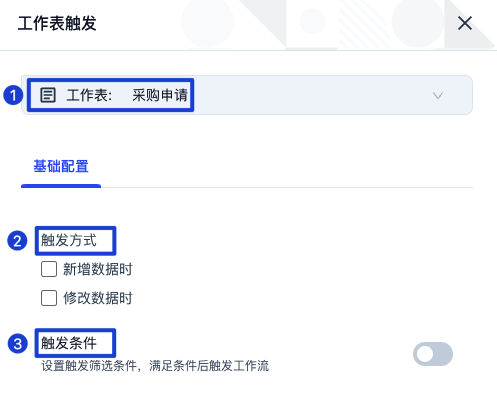 工作表触发
1 工作表: 采购申请
基础配置
2 触发方式
新增数据时
修改数据时
3 触发条件
设置触发筛选条件，满足条件后触发工作流